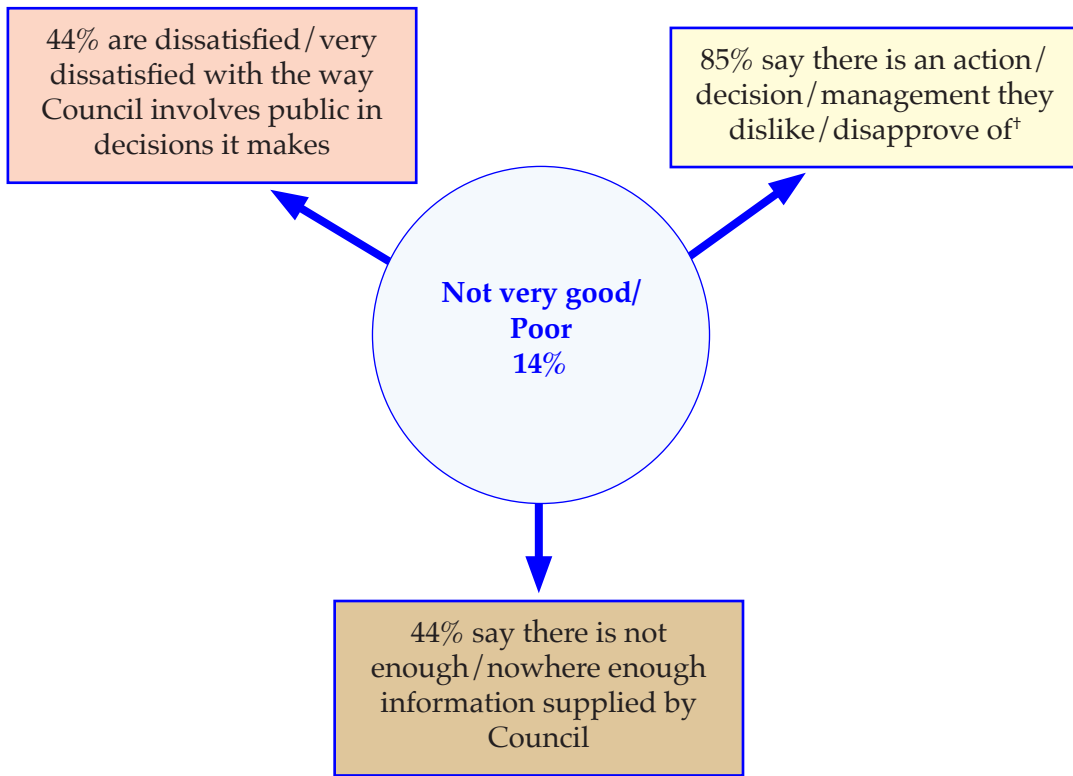 44% are dissatisfied/very
dissatisfied with the way
Council involves public in
decisions it makes
85% say there is an action/
decision/management they
dislike/disapprove of†
Not very good/
Poor
14%
44% say there is not
enough/nowhere enough
information supplied by
Council